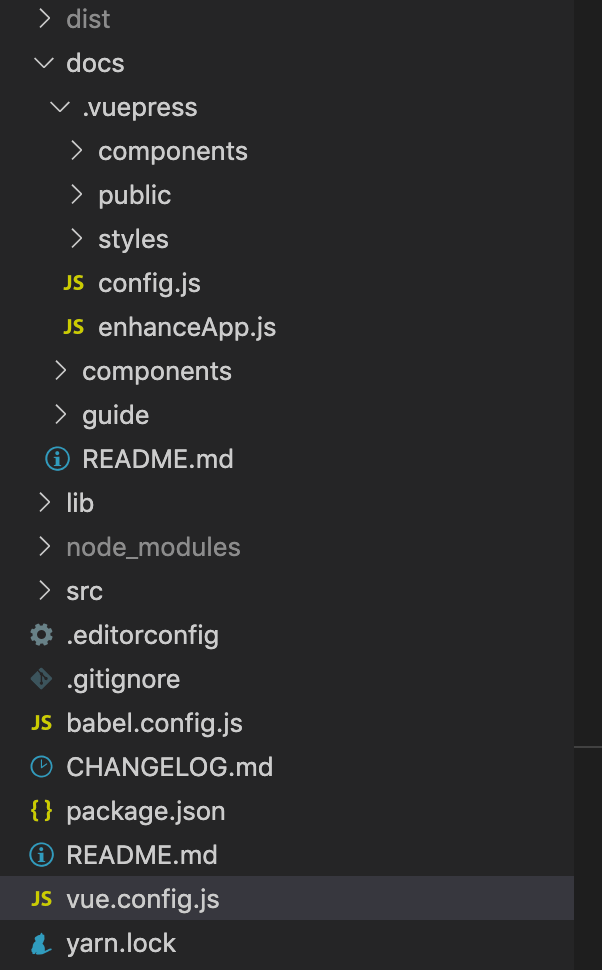 dist
docs
.vuepress
components
public
styles
JS config.js
JS enhanceApp.js
components
guide
README.md
lib
node_modules
src
.editorconfig
.gitignore
JS babel.config.js
CHANGELOG.md
{} package.json
README.md
JS vue.config.js
yarn.lock